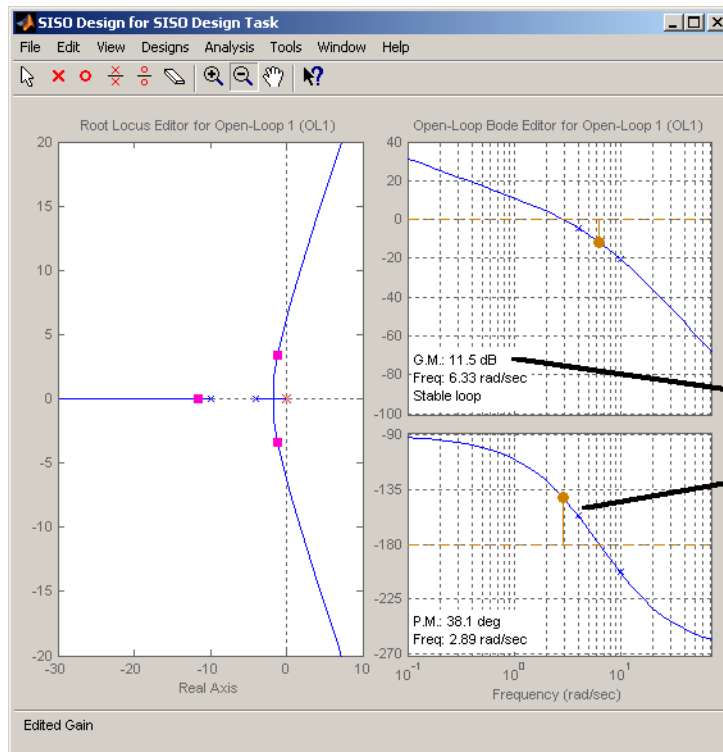 SISO Design for SISO Design Task
File Edit View Designs Analysis Tools Window Help
Root Locus Editor for Open-Loop 1 (OL1)
20
15
10
5
0
-5
-10
-15
-20
-30 -20 -10 0 10
Real Axis
Open-Loop Bode Editor for Open-Loop 1 (OL1)
40
20
0
-20
-40
-60
-80
-100
G.M.: 11.5 dB
Freq: 6.33 rad/sec
Stable loop
-90
-135
-180
-225
-270
P.M.: 38.1 deg
Freq: 2.89 rad/sec
10-1 100 101
Frequency (rad/sec)
Edited Gain